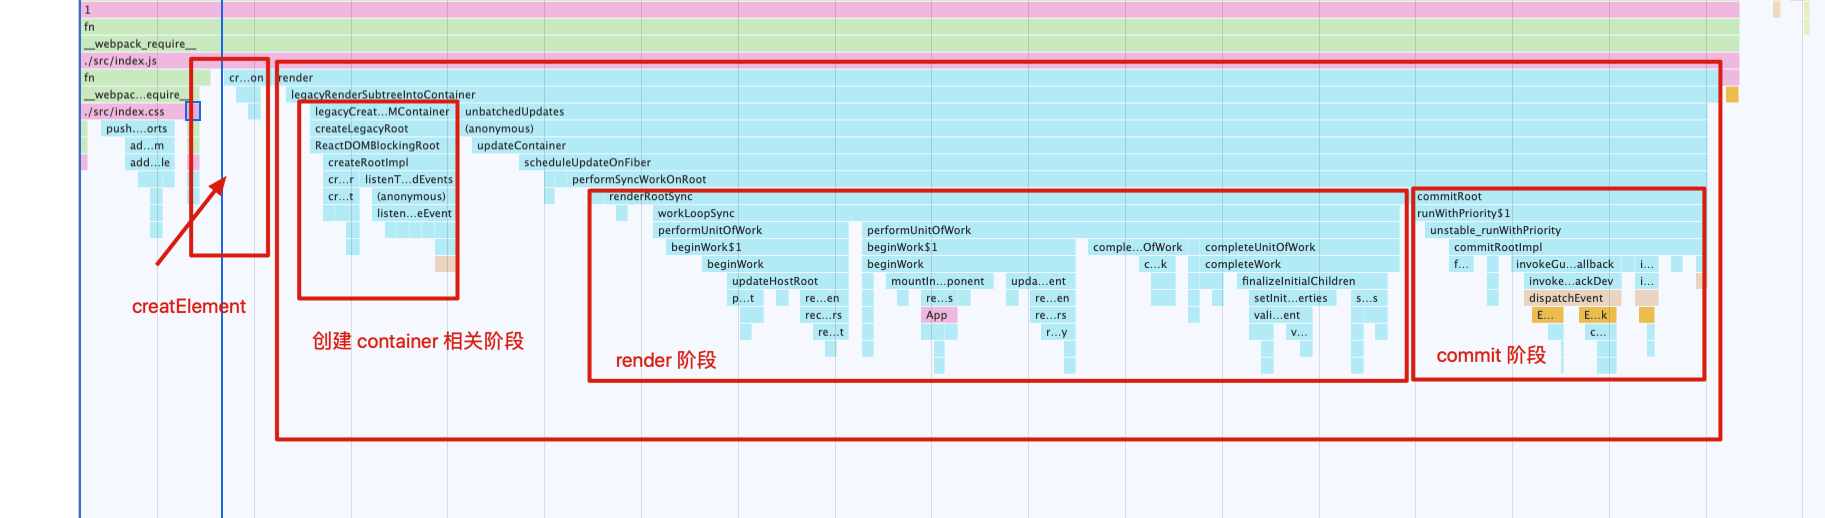 1
fn
__webpack_require__
./src/index.js
fn cr...on render
__webpac...equire__ legacyRenderSubtreeIntoContainer
./src/index.css legacyCreat...MContainer unbatchedUpdates
push....orts createLegacyRoot (anonymous)
ad...m ReactDOMBlockingRoot updateContainer
add...le createRootImpl scheduleUpdateOnFiber
cr...r listenT...dEvents performSyncWorkOnRoot
cr...t (anonymous) renderRootSync commitRoot
listen...eEvent workLoopSync runWithPriority$1
performUnitOfWork performUnitOfWork unstable_runWithPriority
beginWork$1 beginWork$1 comple...OfWork completeUnitOfWork commitRootImpl
beginWork beginWork c...k completeWork f... invokeGu...allback i...
updateHostRoot mountIn...ponent upda...ent finalizeInitialChildren invoke...ackDev i...
p...t re...en re...s re...en setInit...erties s...s dispatchEvent
creatElement
rec...rs App re...rs vali...ent E... E...k
re...t r...y v... c...
创建 container 相关阶段
render 阶段
commit 阶段